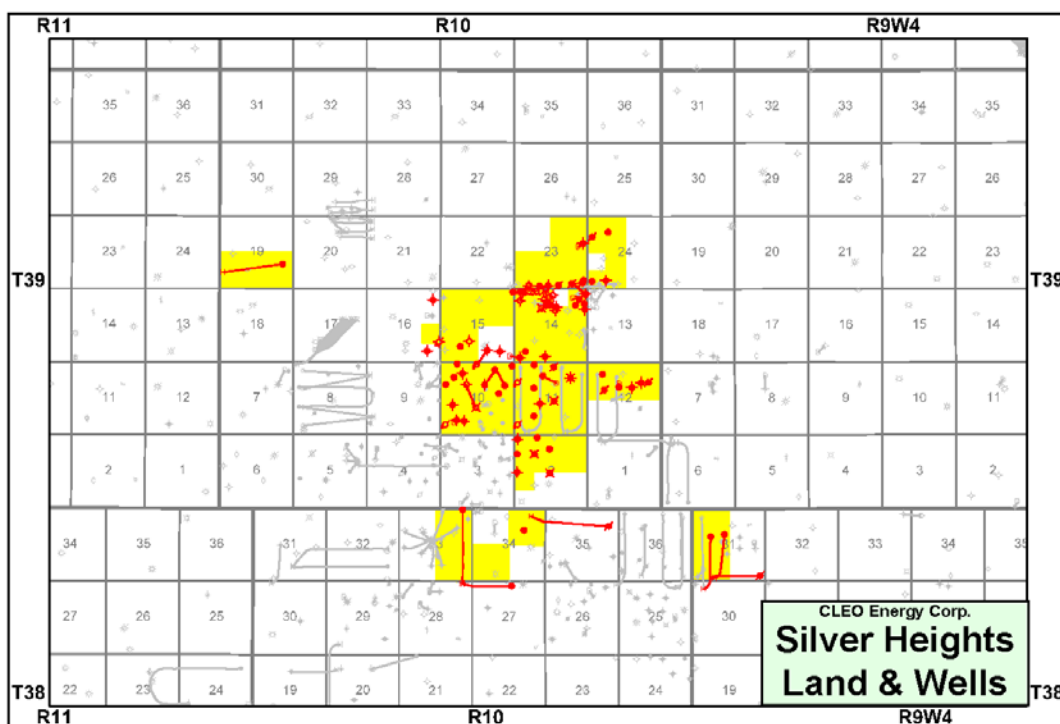 R11 R10 R9W4
35 36 31 32 33 34 35 36 31 32 33 34 35
26 25 30 29 28 27 26 25 30 29 28 27 26
23 24 19 20 21 22 23 24 19 20 21 22 23
T39 T39
14 13 18 17 16 15 14 13 18 17 16 15 14
11 12 7 8 9 10 11 12 7 8 9 10 11
2 1 6 5 4 3 2 1 6 5 4 3 2
34 35 36 31 32 33 34 35 36 31 32 33 34 35
27 26 25 30 29 28 27 26 25 30
CLEO Energy Corp.
Silver Heights
Land & Wells
T38 22 23 24 19 20 21 22 23 24 19 T38
R11 R10 R9W4